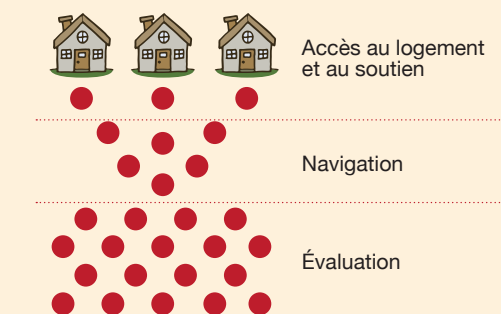 Accès au logement
et au soutien
Navigation
Évaluation